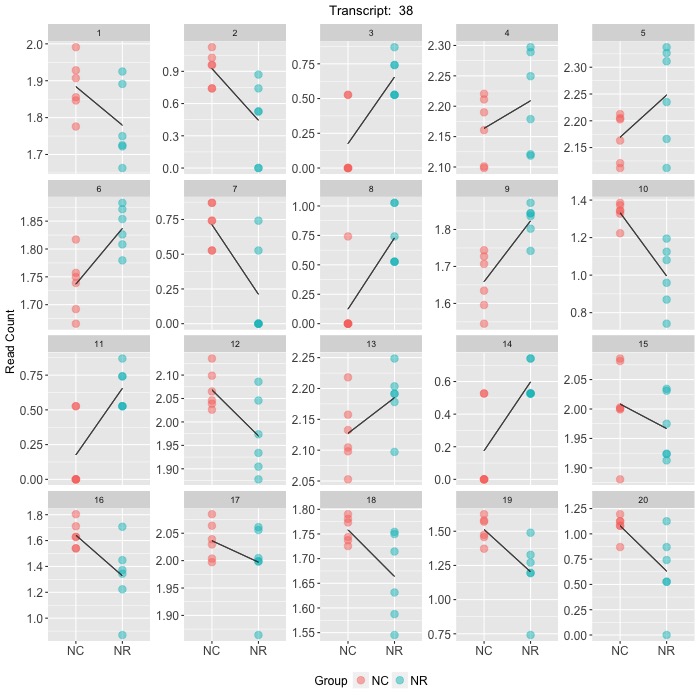 Transcript: 38
1 2 3 4 5
2.0 1.9 1.8 1.7
0.9 0.6 0.3 0.0
0.75 0.50 0.25 0.00
2.30 2.25 2.20 2.15 2.10
2.30 2.25 2.20 2.15
6 7 8 9 10
1.85 1.80 1.75 1.70
0.75 0.50 0.25 0.00
1.00 0.75 0.50 0.25 0.00
1.8 1.7 1.6
1.4 1.2 1.0 0.8
Read Count
11 12 13 14 15
0.75 0.50 0.25 0.00
2.10 2.05 2.00 1.95 1.90
2.25 2.20 2.15 2.10 2.05
0.6 0.4 0.2 0.0
2.05 2.00 1.95 1.90
16 17 18 19 20
1.8 1.6 1.4 1.2 1.0
2.05 2.00 1.95 1.90
1.80 1.75 1.70 1.65 1.60 1.55
1.50 1.25 1.00 0.75
1.25 1.00 0.75 0.50 0.25 0.00
NC NR NC NR NC NR NC NR NC NR
Group NC NR